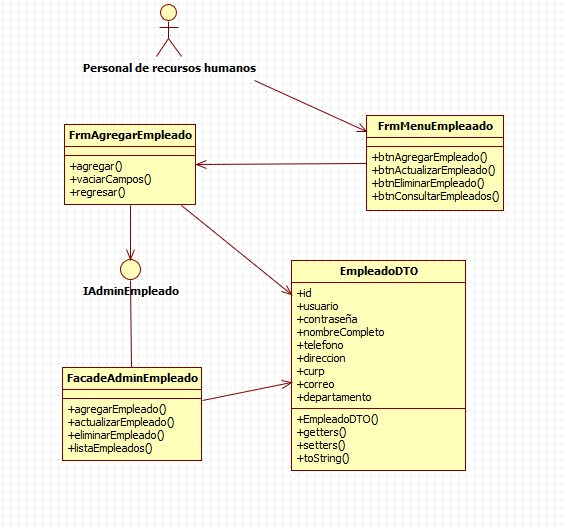 Personal de recursos humanos
FrmAgregarEmpleado
+agregar()
+vaciarCampos()
+regresar()
FrmMenuEmpleaado
+btnAgregarEmpleado()
+btnActualizarEmpleado()
+btnEliminarEmpleado()
+btnConsultarEmpleados()
IAdminEmpleado
EmpleadoDTO
+id
+usuario
+contraseña
+nombreCompleto
+telefono
+direccion
+curp
+correo
+departamento
+EmpleadoDTO()
+getters()
+setters()
+toString()
FacadeAdminEmpleado
+agregarEmpleado()
+actualizarEmpleado()
+eliminarEmpleado()
+listaEmpleados()